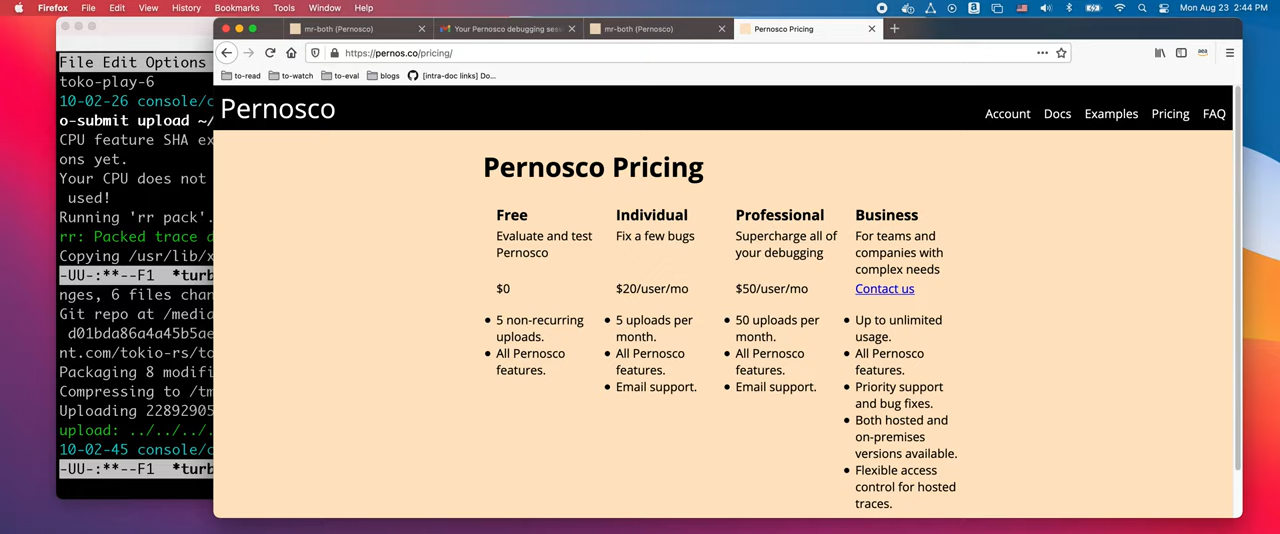 Firefox File Edit View History Bookmarks Tools Window Help Mon Aug 23 2:44 PM
mr-both (Pernosco) Your Pernosco debugging sess mr-both (Pernosco) Pernosco Pricing
https://pernos.co/pricing/
to-read to-watch to-eval blogs [intra-doc links] Do...
File Edit Options
toko-play-6
10-02-26 console/c
o-submit upload ~/
CPU feature SHA ex
ons yet.
Your CPU does not
used!
Running 'rr pack'.
rr: Packed trace d
Copying /usr/lib/x
-UU-:**--F1 *turb
nges, 6 files chan
Git repo at /media
d01bda86a4a45b5ae
nt.com/tokio-rs/to
Packaging 8 modifi
Compressing to /tm
Uploading 22892905
upload: ../../../.
10-02-45 console/c
-UU-:**--F1 *turb
Pernosco
Account Docs Examples Pricing FAQ
Pernosco Pricing
Free
Evaluate and test
Pernosco
$0
5 non-recurring
uploads.
All Pernosco
features.
Individual
Fix a few bugs
$20/user/mo
5 uploads per
month.
All Pernosco
features.
Email support.
Professional
Supercharge all of
your debugging
$50/user/mo
50 uploads per
month.
All Pernosco
features.
Email support.
Business
For teams and
companies with
complex needs
Contact us
Up to unlimited
usage.
All Pernosco
features.
Priority support
and bug fixes.
Both hosted and
on-premises
versions available.
Flexible access
control for hosted
traces.